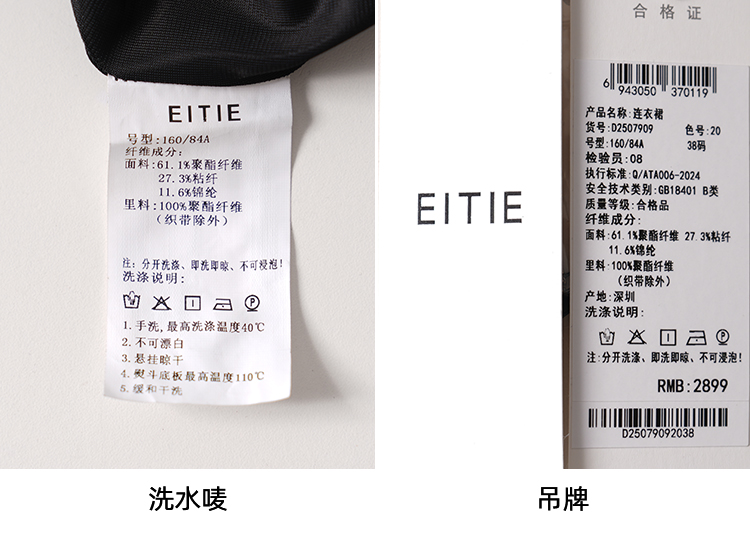 EITIE
号型:160/84A
纤维成分:
面料:61.1%聚酯纤维
27.3%粘纤
11.6%锦纶
里料:100%聚酯纤维
（织带除外）
注: 分开洗涤、即洗即晾、不可浸泡!
洗涤说明:
1.手洗,最高洗涤温度40℃
2.不可漂白
3.悬挂晾干
4.熨斗底板最高温度110℃
5.缓和干洗
洗水唛
EITIE
合格证
6 943050 370119
产品名称:连衣裙
货号:D2507909 色号:20
号型:160/84A 38码
检验员:08
执行标准:Q/ATA006-2024
安全技术类别:GB18401 B类
质量等级:合格品
纤维成分:
面料:61.1%聚酯纤维 27.3%粘纤
11.6%锦纶
里料:100%聚酯纤维
(织带除外)
产地:深圳
洗涤说明:
注:分开洗涤、即洗即晾、不可浸泡!
RMB:2899
D25079092038
吊牌